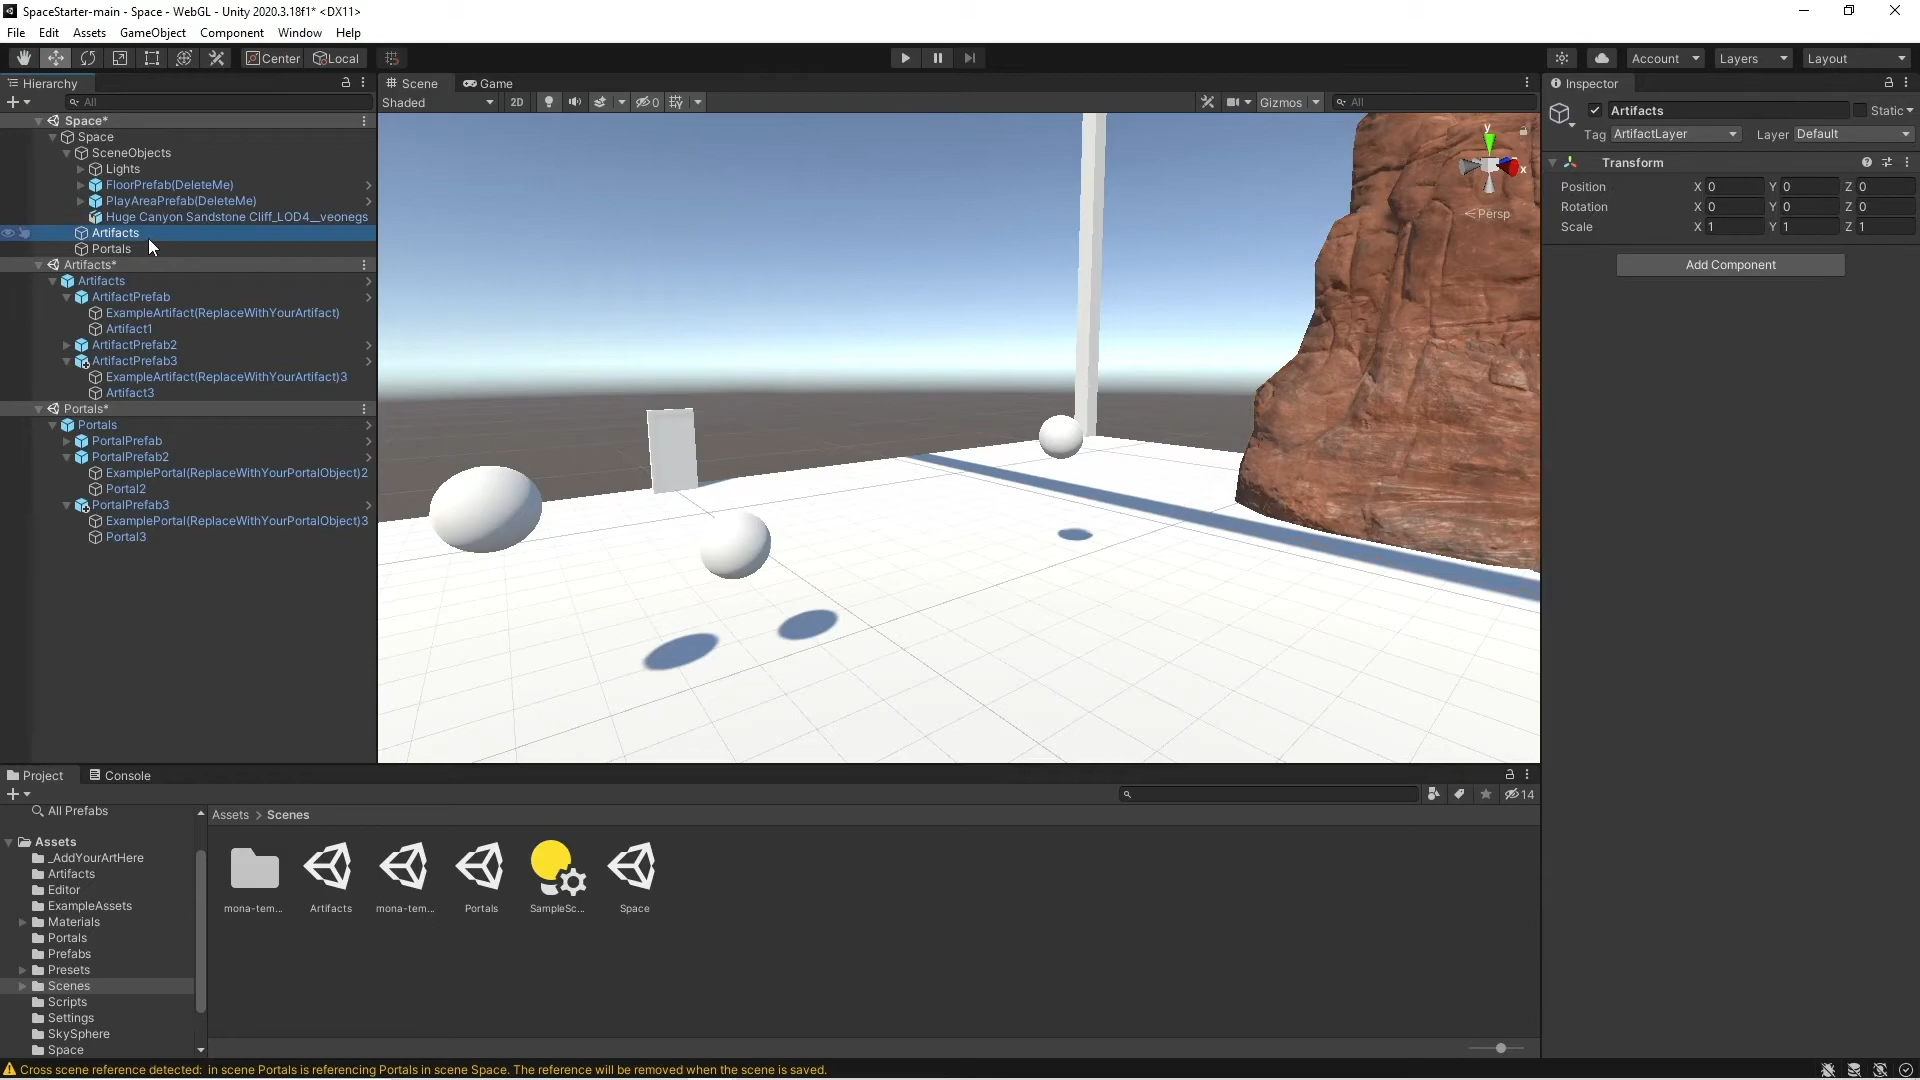 SpaceStarter-main - Space - WebGL - Unity 2020.3.18f1* <DX11>
File Edit Assets GameObject Component Window Help
Center Local Account Layers Layout
Hierarchy
All
Space*
Space
SceneObjects
Lights
FloorPrefab(DeleteMe)
PlayAreaPrefab(DeleteMe)
Huge Canyon Sandstone Cliff_LOD4__veonegs
Artifacts
Portals
Artifacts*
Artifacts
ArtifactPrefab
ExampleArtifact(ReplaceWithYourArtifact)
Artifact1
ArtifactPrefab2
ArtifactPrefab3
ExampleArtifact(ReplaceWithYourArtifact)3
Artifact3
Portals*
Portals
PortalPrefab
PortalPrefab2
ExamplePortal(ReplaceWithYourPortalObject)2
Portal2
PortalPrefab3
ExamplePortal(ReplaceWithYourPortalObject)3
Portal3
Scene Game
Shaded 2D 0 Gizmos All
y
x
Persp
Inspector
Artifacts Static
Tag ArtifactLayer Layer Default
Transform
Position X 0 Y 0 Z 0
Rotation X 0 Y 0 Z 0
Scale X 1 Y 1 Z 1
Add Component
Project Console
14
All Prefabs
Assets
_AddYourArtHere
Artifacts
Editor
ExampleAssets
Materials
Portals
Prefabs
Presets
Scenes
Scripts
Settings
SkySphere
Space
Assets > Scenes
mona-tem... Artifacts mona-tem... Portals SampleSc... Space
Cross scene reference detected: in scene Portals is referencing Portals in scene Space. The reference will be removed when the scene is saved.